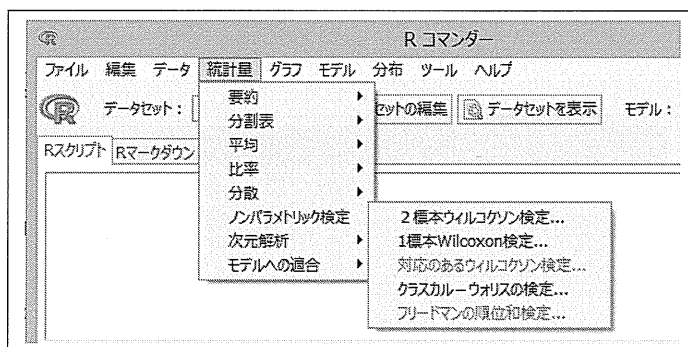 R コマンダー
ファイル 編集 データ 統計量 グラフ モデル 分布 ツール ヘルプ
データセット： セットの編集 データセットを表示 モデル：
Rスクリプト Rマークダウン
要約
分割表
平均
比率
分散
ノンパラメトリック検定
次元解析
モデルへの適合
２標本ウィルコクソン検定...
1標本Wilcoxon検定...
対応のあるウィルコクソン検定...
クラスカルーウォリスの検定...
フリードマンの順位和検定...